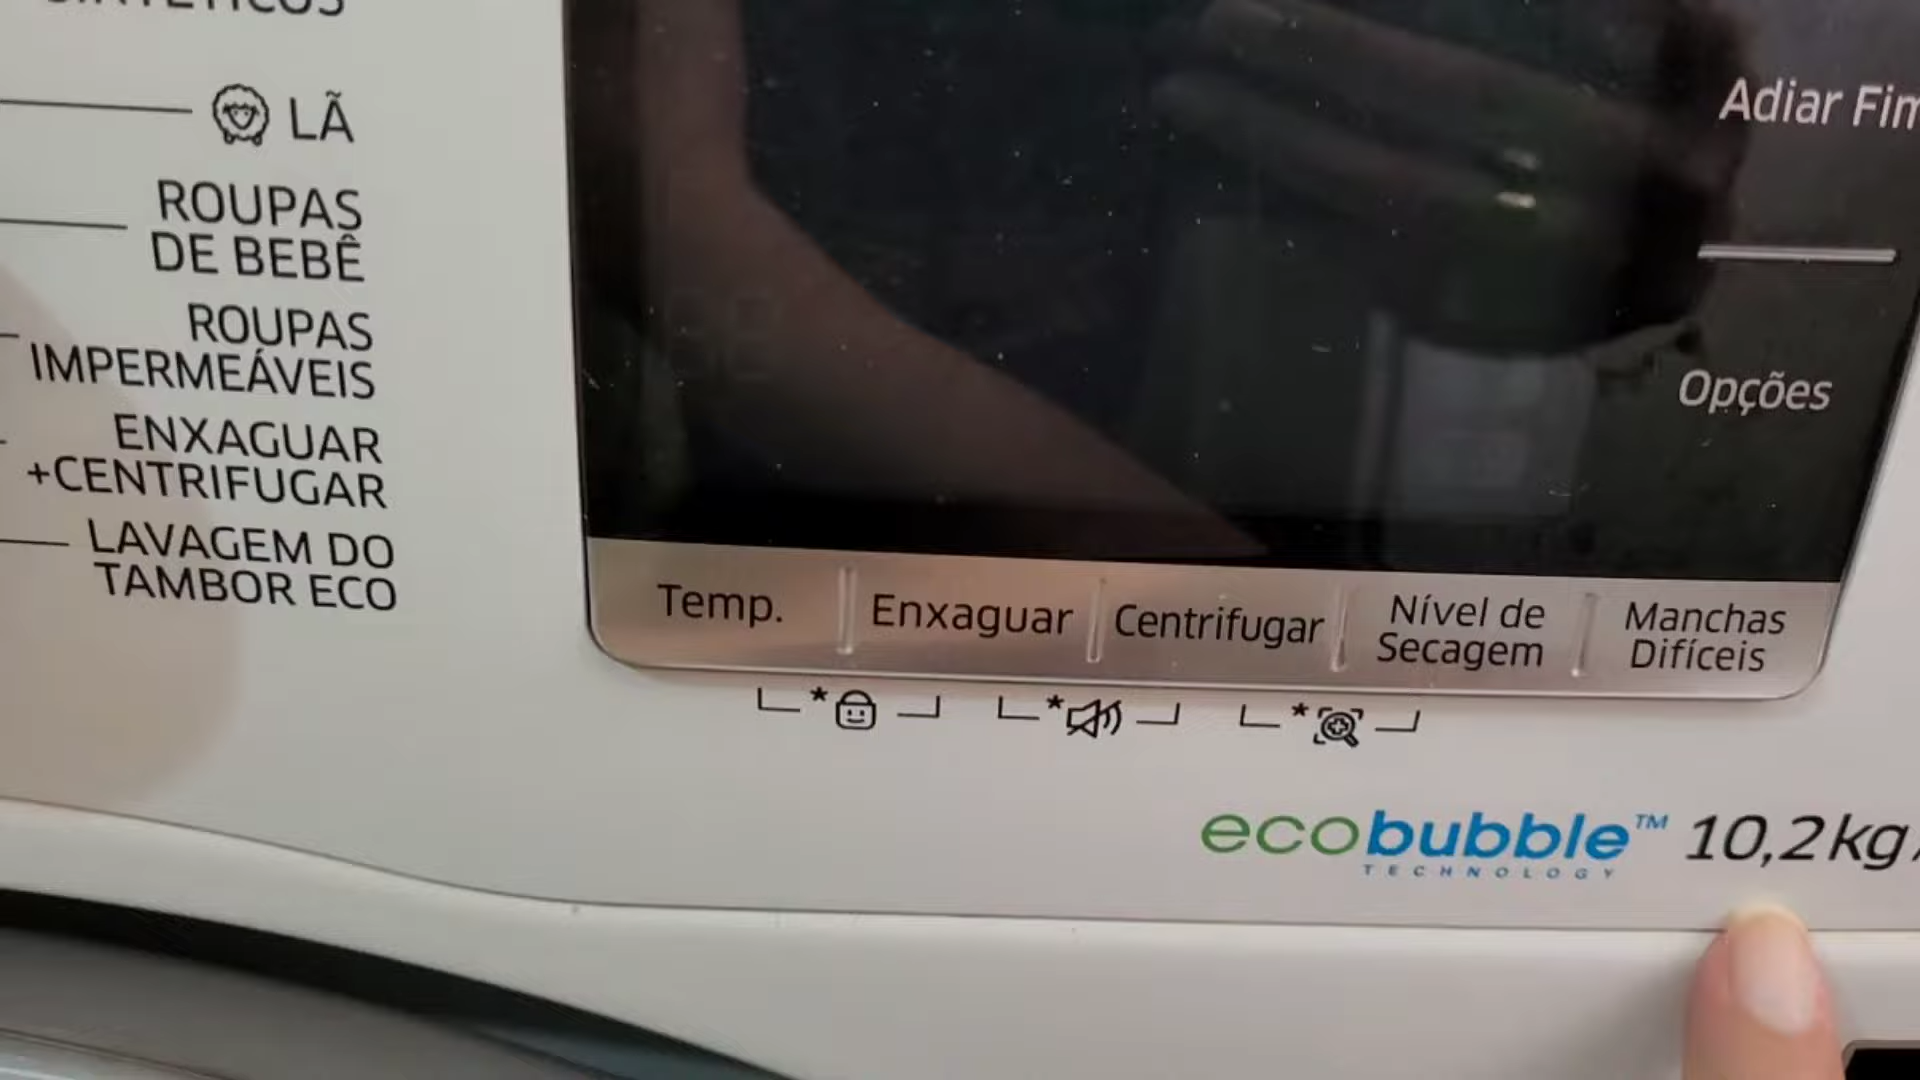 SINTÉTICOS
LÃ
ROUPAS
DE BEBÊ
ROUPAS
IMPERMEÁVEIS
ENXAGUAR
+CENTRIFUGAR
LAVAGEM DO
TAMBOR ECO
Adiar Fim
Opções
Temp.
Enxaguar
Centrifugar
Nível de
Secagem
Manchas
Difíceis
* * *
ecobubble™ 10,2kg/
TECHNOLOGY